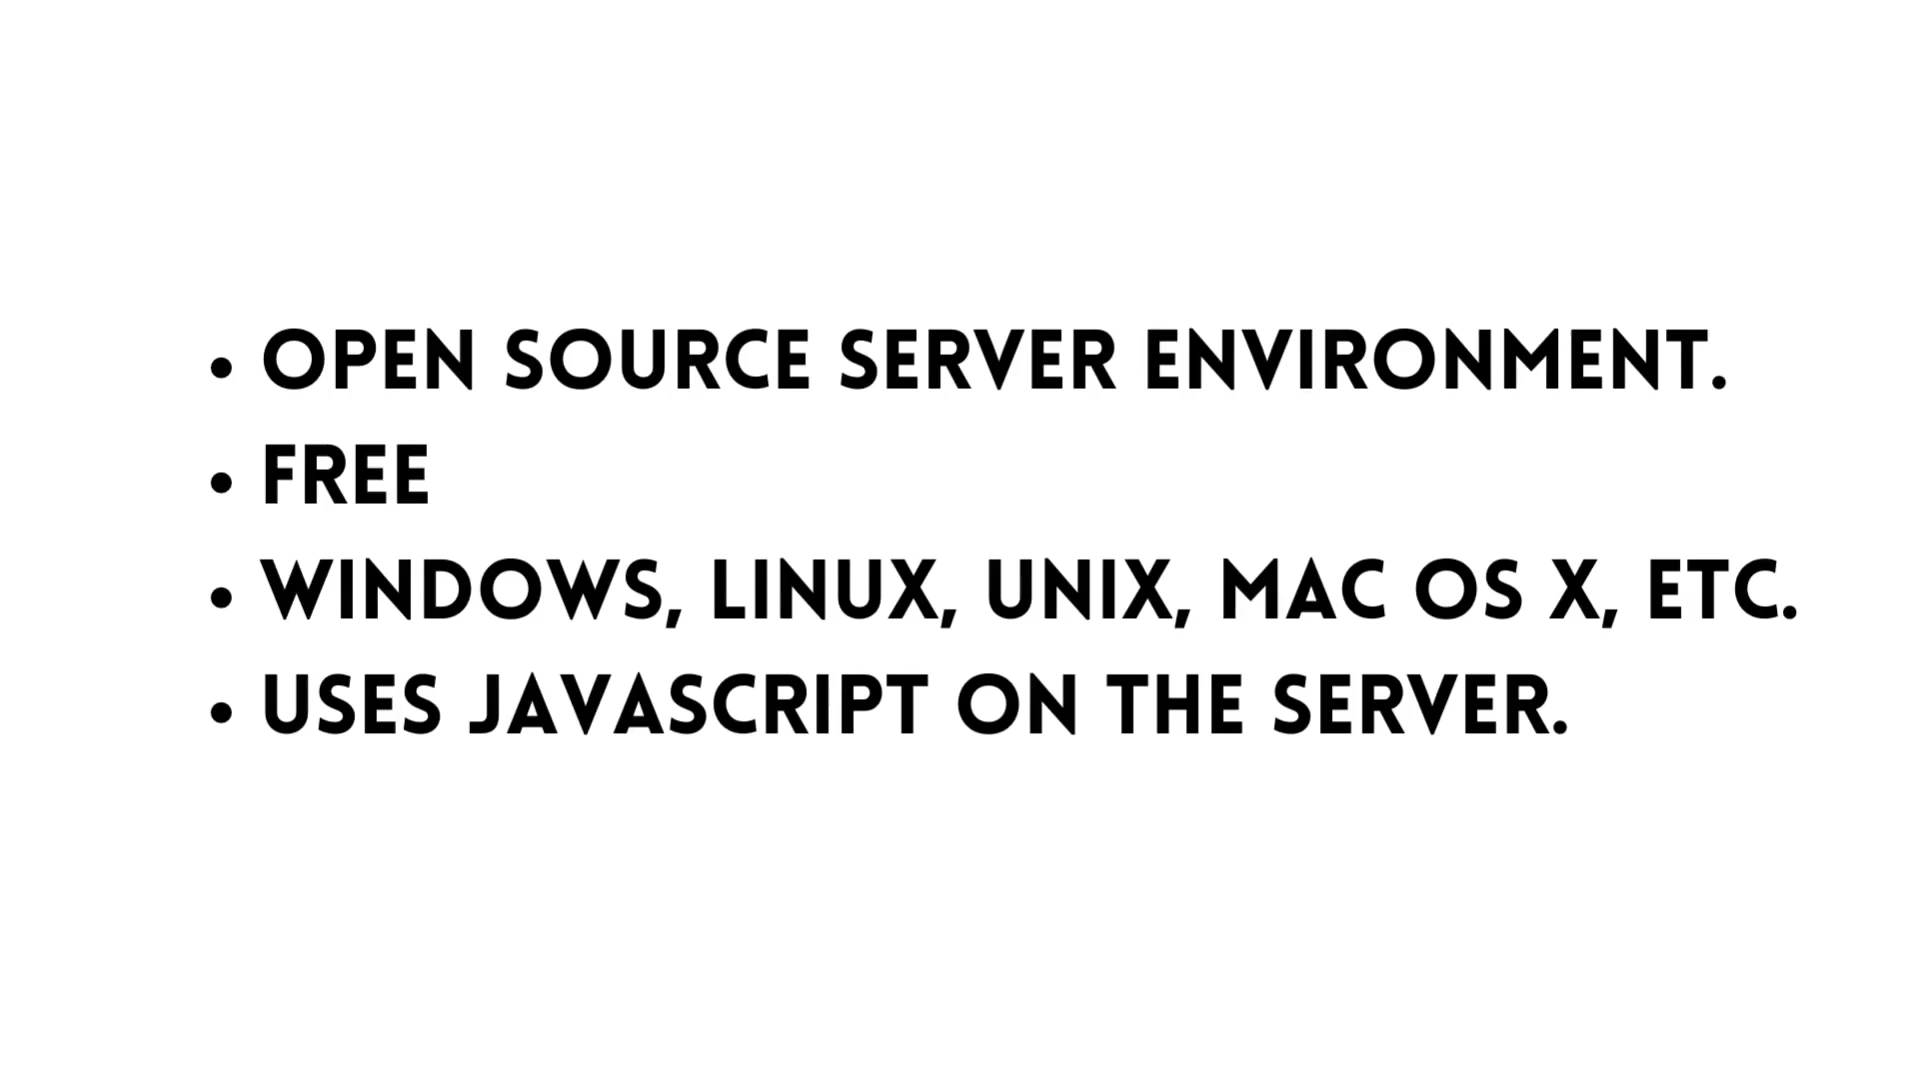 • OPEN SOURCE SERVER ENVIRONMENT.
• FREE
• WINDOWS, LINUX, UNIX, MAC OS X, ETC.
• USES JAVASCRIPT ON THE SERVER.